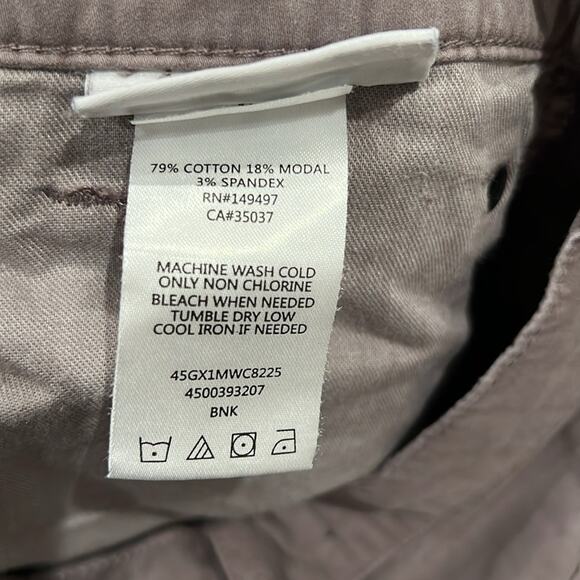 79% COTTON 18% MODAL
3% SPANDEX
RN#149497
CA#35037
MACHINE WASH COLD
ONLY NON CHLORINE
BLEACH WHEN NEEDED
TUMBLE DRY LOW
COOL IRON IF NEEDED
45GX1MWC8225
4500393207
BNK